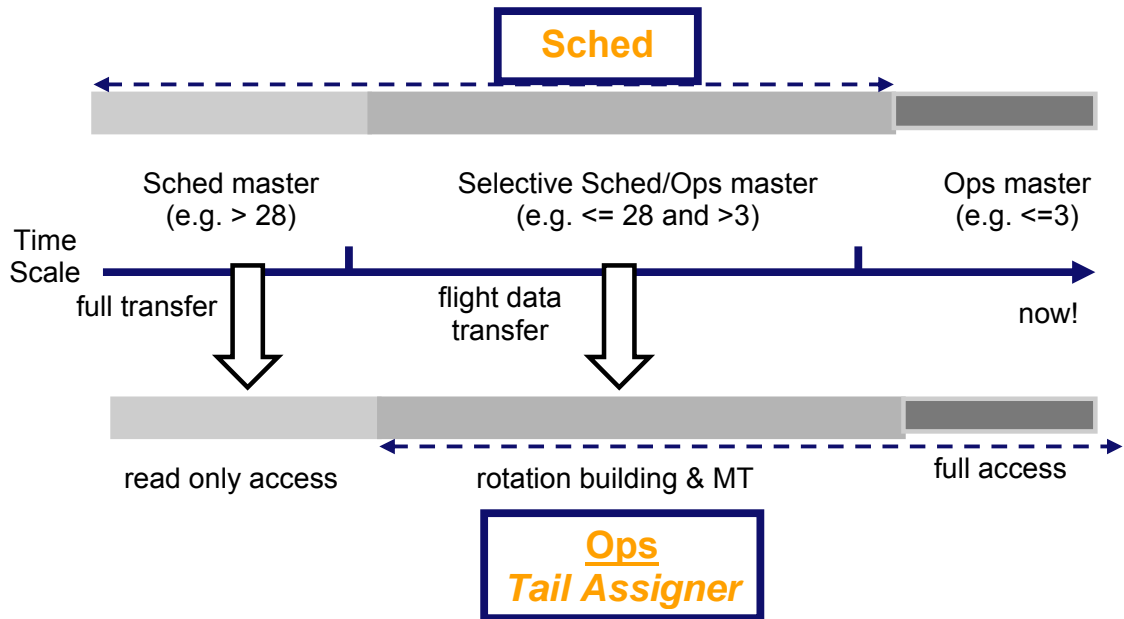 Sched
Sched master
(e.g. > 28)
Selective Sched/Ops master
(e.g. <= 28 and >3)
Ops master
(e.g. <=3)
Time
Scale
full transfer
flight data
transfer
now!
read only access
rotation building & MT
full access
Ops
Tail Assigner